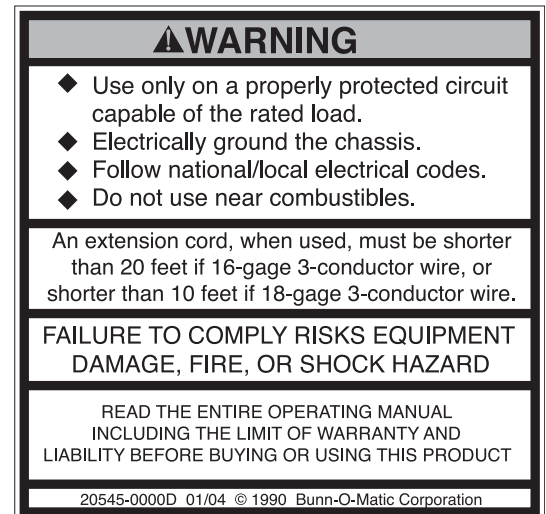 ⚠WARNING
◆ Use only on a properly protected circuit
capable of the rated load.
◆ Electrically ground the chassis.
◆ Follow national/local electrical codes.
◆ Do not use near combustibles.
An extension cord, when used, must be shorter
than 20 feet if 16-gage 3-conductor wire, or
shorter than 10 feet if 18-gage 3-conductor wire.
FAILURE TO COMPLY RISKS EQUIPMENT
DAMAGE, FIRE, OR SHOCK HAZARD
READ THE ENTIRE OPERATING MANUAL
INCLUDING THE LIMIT OF WARRANTY AND
LIABILITY BEFORE BUYING OR USING THIS PRODUCT
20545-0000D 01/04 © 1990 Bunn-O-Matic Corporation